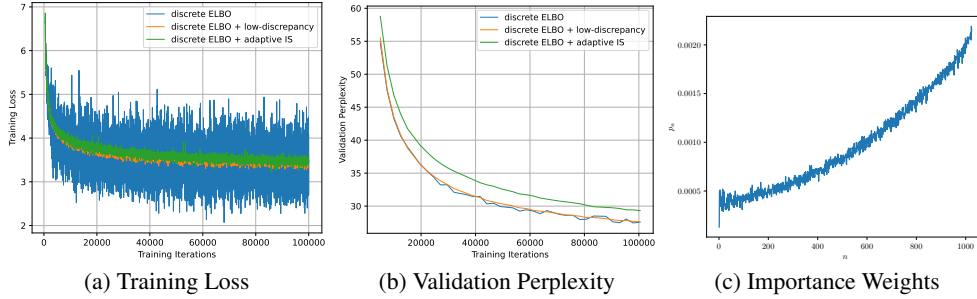 7
6
5
4
3
2
Training Loss
discrete ELBO
discrete ELBO + low-discrepancy
discrete ELBO + adaptive IS
0 20000 40000 60000 80000 100000
Training Iterations
(a) Training Loss
55
50
45
40
35
30
Validation Perplexity
discrete ELBO
discrete ELBO + low-discrepancy
discrete ELBO + adaptive IS
20000 40000 60000 80000 100000
Training Iterations
(b) Validation Perplexity
0.0020
0.0015
0.0010
0.0005
pₙ
0 200 400 600 800 1000
n
(c) Importance Weights